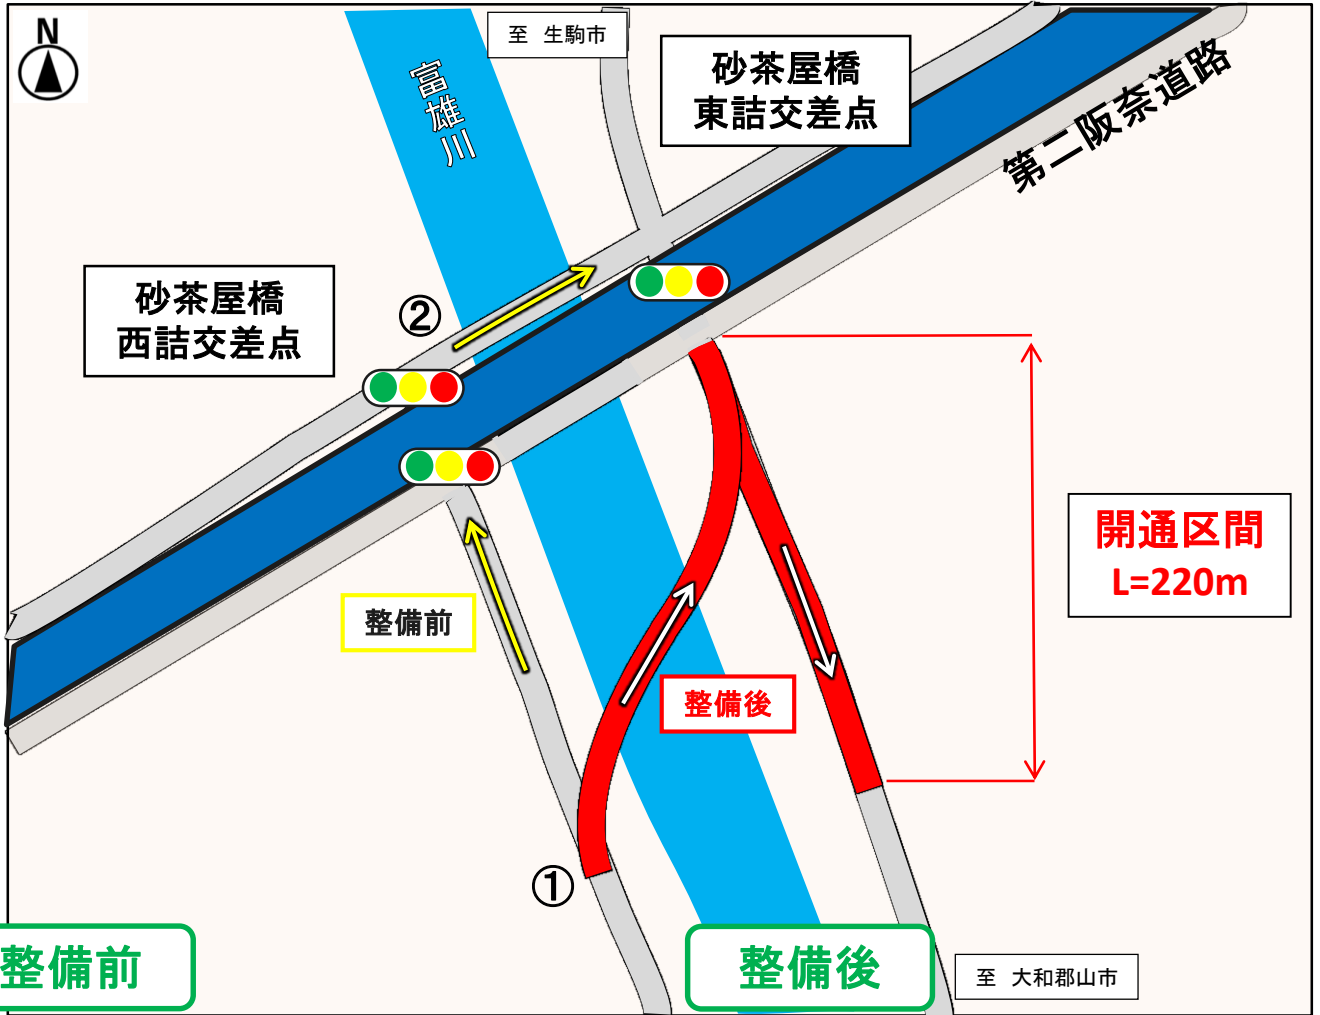 N
至 生駒市
富雄川
砂茶屋橋
東詰交差点
第二阪奈道路
砂茶屋橋
西詰交差点
②
開通区間
L=220m
整備前
整備後
①
整備前
整備後
至 大和郡山市